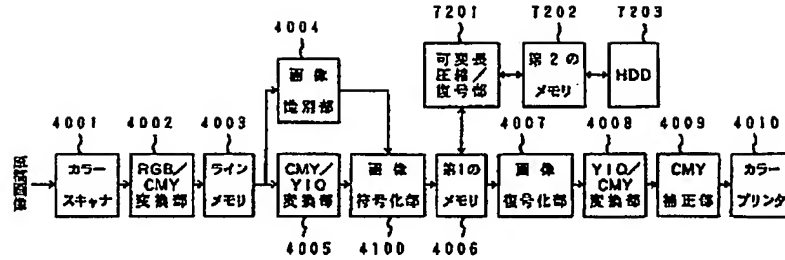 7201 7202 7203
4004
可変長
圧縮/
復号部
第2の
メモリ
HDD
画像
識別部
4001 4002 4003
4007 4008 4009 4010
カラー
スキャナ
RGB/
CMY
変換部
ライン
メモリ
CMY/
YIQ
変換部
画像
符号化部
第1の
メモリ
画像
復号化部
YIQ/
CMY
変換部
CMY
補正部
カラー
プリンタ
4005 4100 4006